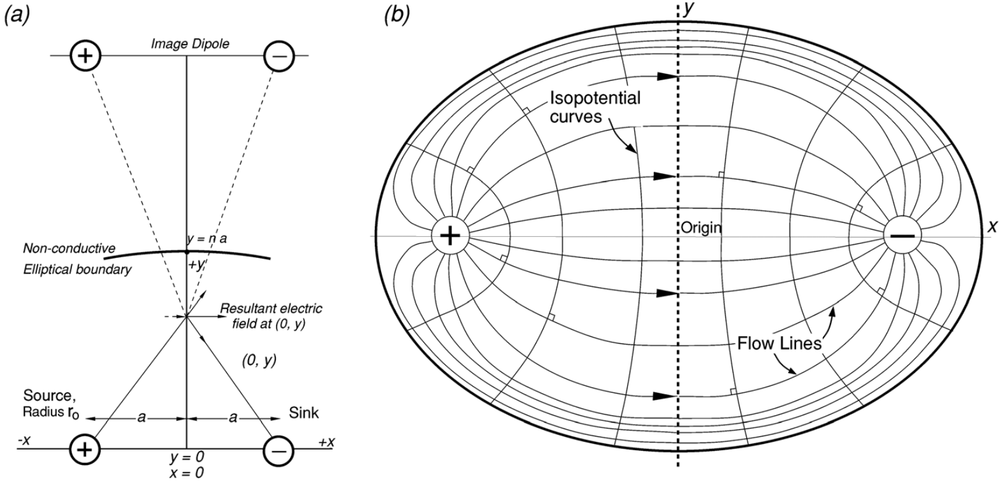 (a)
+
Image Dipole
−
y = n a
Non-conductive
Elliptical boundary
+y
Resultant electric
field at (0, y)
(0, y)
Source,
Radius r₀
a
a
Sink
-x
+
−
+x
y = 0
x = 0
(b)
y
Isopotential
curves
Origin
x
+
−
Flow Lines